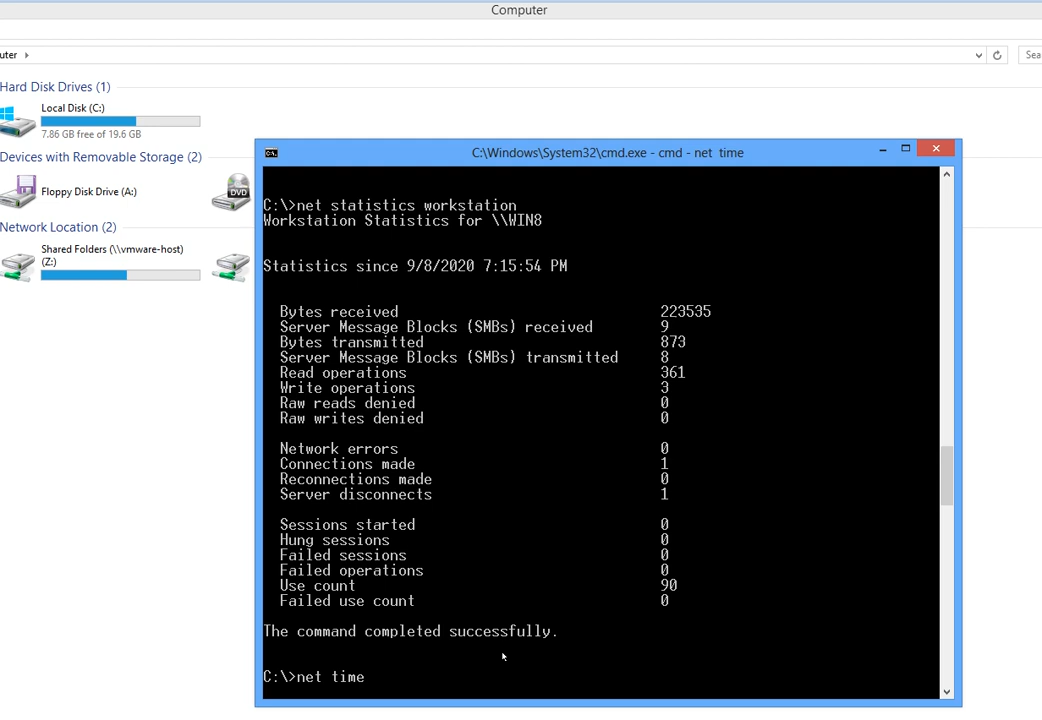 Computer
uter
Sea
Hard Disk Drives (1)
Local Disk (C:)
7.86 GB free of 19.6 GB
Devices with Removable Storage (2)
Floppy Disk Drive (A:)
DVD
Network Location (2)
Shared Folders (\\vmware-host)
(Z:)
C:\Windows\System32\cmd.exe - cmd - net  time
C:\>net statistics workstation
Workstation Statistics for \\WIN8
Statistics since 9/8/2020 7:15:54 PM
Bytes received 223535
Server Message Blocks (SMBs) received 9
Bytes transmitted 873
Server Message Blocks (SMBs) transmitted 8
Read operations 361
Write operations 3
Raw reads denied 0
Raw writes denied 0
Network errors 0
Connections made 1
Reconnections made 0
Server disconnects 1
Sessions started 0
Hung sessions 0
Failed sessions 0
Failed operations 0
Use count 90
Failed use count 0
The command completed successfully.
C:\>net time